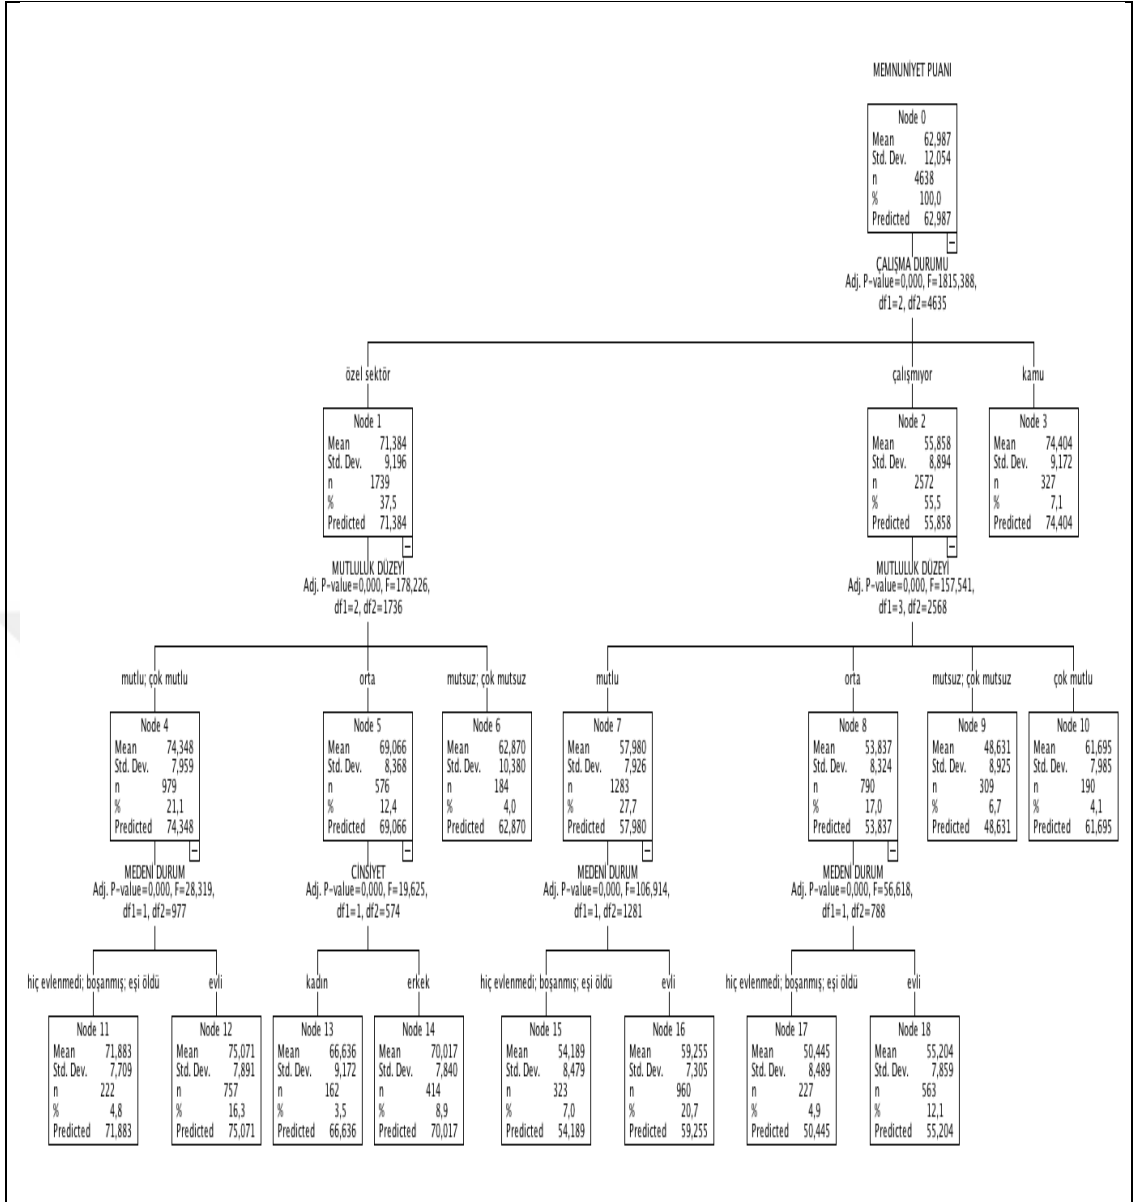 MEMNUNİYET PUANI
Node 0
Mean 62,987
Std. Dev. 12,054
n 4638
% 100,0
Predicted 62,987
ÇALIŞMA DURUMU
Adj. P-value=0,000, F=1815,388,
df1=2, df2=4635
özel sektör
çalışmıyor
kamu
Node 1
Mean 71,384
Std. Dev. 9,196
n 1739
% 37,5
Predicted 71,384
MUTLULUK DÜZEYİ
Adj. P-value=0,000, F=178,226,
df1=2, df2=1736
Node 2
Mean 55,858
Std. Dev. 8,894
n 2572
% 55,5
Predicted 55,858
MUTLULUK DÜZEYİ
Adj. P-value=0,000, F=157,541,
df1=3, df2=2568
Node 3
Mean 74,404
Std. Dev. 9,172
n 327
% 7,1
Predicted 74,404
mutlu; çok mutlu
orta
mutsuz; çok mutsuz
mutlu
orta
mutsuz; çok mutsuz
çok mutlu
Node 4
Mean 74,348
Std. Dev. 7,959
n 979
% 21,1
Predicted 74,348
MEDENİ DURUM
Adj. P-value=0,000, F=28,319,
df1=1, df2=977
Node 5
Mean 69,066
Std. Dev. 8,368
n 576
% 12,4
Predicted 69,066
CİNSİYET
Adj. P-value=0,000, F=19,625,
df1=1, df2=574
Node 6
Mean 62,870
Std. Dev. 10,380
n 184
% 4,0
Predicted 62,870
Node 7
Mean 57,980
Std. Dev. 7,926
n 1283
% 27,7
Predicted 57,980
MEDENİ DURUM
Adj. P-value=0,000, F=106,914,
df1=1, df2=1281
Node 8
Mean 53,837
Std. Dev. 8,324
n 790
% 17,0
Predicted 53,837
MEDENİ DURUM
Adj. P-value=0,000, F=56,618,
df1=1, df2=788
Node 9
Mean 48,631
Std. Dev. 8,925
n 309
% 6,7
Predicted 48,631
Node 10
Mean 61,695
Std. Dev. 7,985
n 190
% 4,1
Predicted 61,695
hiç evlenmedi; boşanmış; eşi öldü
evli
kadın
erkek
hiç evlenmedi; boşanmış; eşi öldü
evli
hiç evlenmedi; boşanmış; eşi öldü
evli
Node 11
Mean 71,883
Std. Dev. 7,709
n 222
% 4,8
Predicted 71,883
Node 12
Mean 75,071
Std. Dev. 7,891
n 757
% 16,3
Predicted 75,071
Node 13
Mean 66,636
Std. Dev. 9,172
n 162
% 3,5
Predicted 66,636
Node 14
Mean 70,017
Std. Dev. 7,840
n 414
% 8,9
Predicted 70,017
Node 15
Mean 54,189
Std. Dev. 8,479
n 323
% 7,0
Predicted 54,189
Node 16
Mean 59,255
Std. Dev. 7,305
n 960
% 20,7
Predicted 59,255
Node 17
Mean 50,445
Std. Dev. 8,489
n 227
% 4,9
Predicted 50,445
Node 18
Mean 55,204
Std. Dev. 7,859
n 563
% 12,1
Predicted 55,204